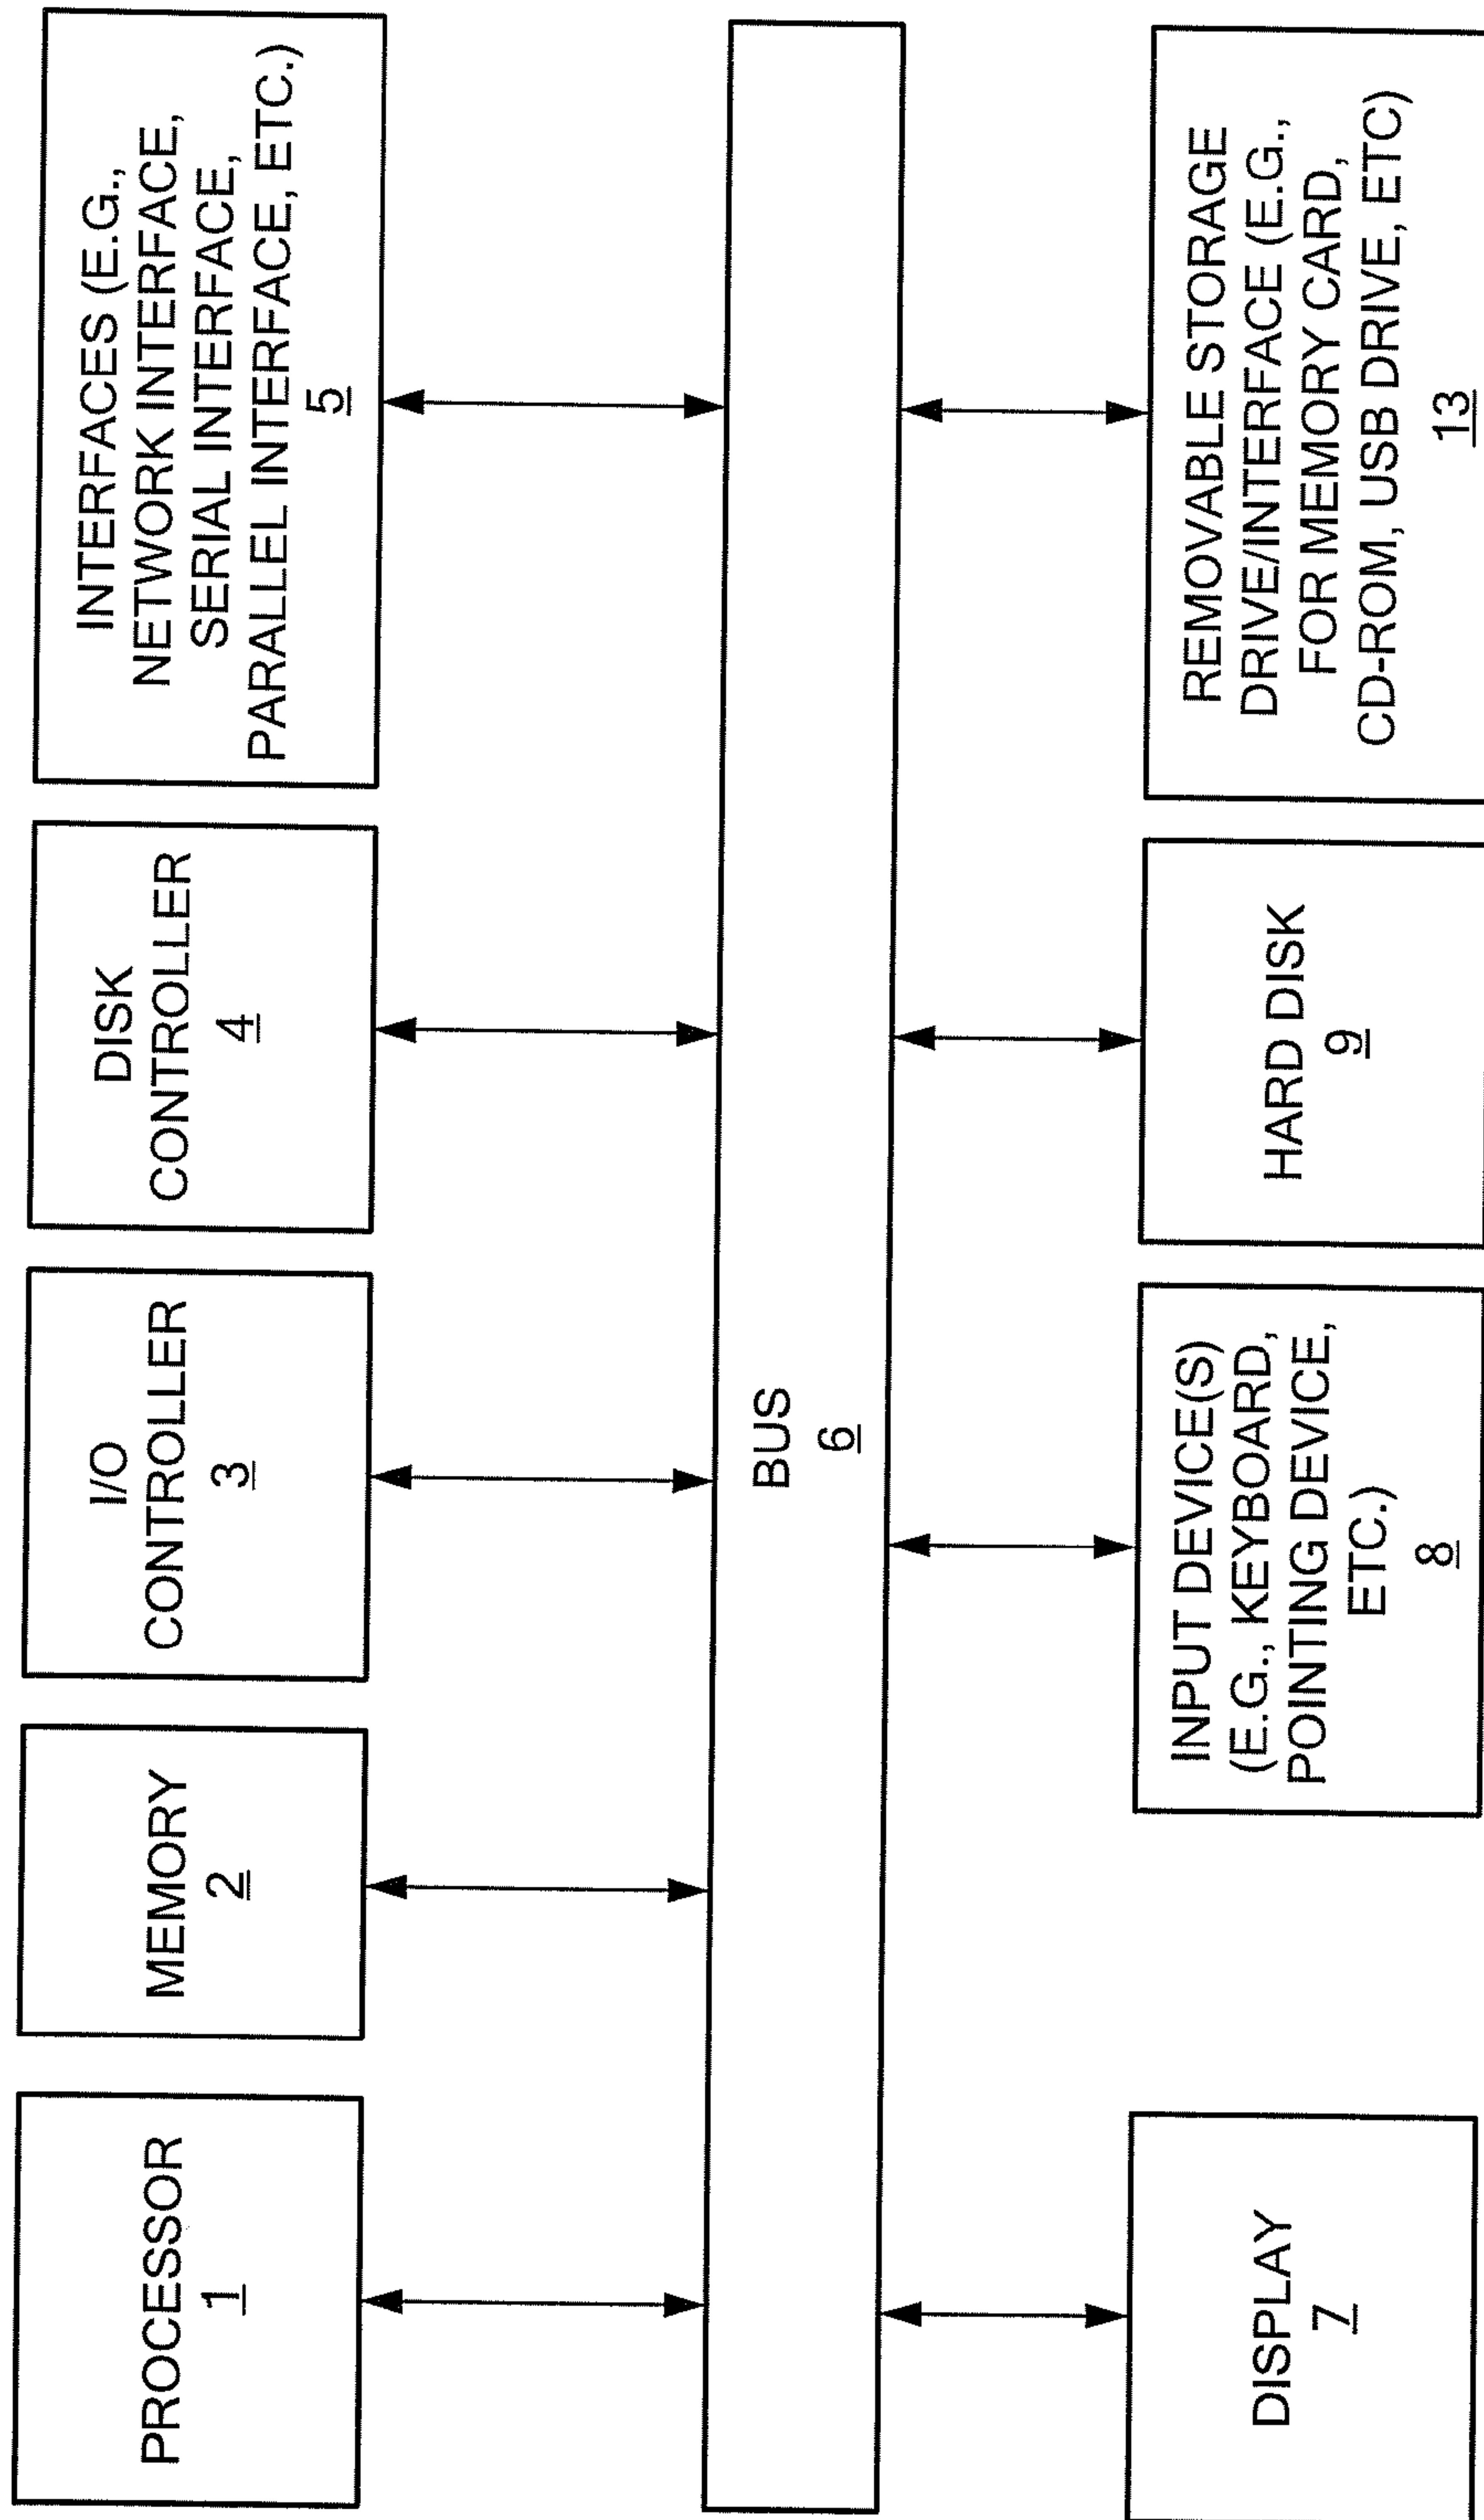 PROCESSOR
1
MEMORY
2
I/O
CONTROLLER
3
DISK
CONTROLLER
4
INTERFACES (E.G.,
NETWORK INTERFACE,
SERIAL INTERFACE,
PARALLEL INTERFACE, ETC.)
5
BUS
6
DISPLAY
7
INPUT DEVICE(S)
(E.G., KEYBOARD,
POINTING DEVICE,
ETC.)
8
HARD DISK
9
REMOVABLE STORAGE
DRIVE/INTERFACE (E.G.,
FOR MEMORY CARD,
CD-ROM, USB DRIVE, ETC)
13